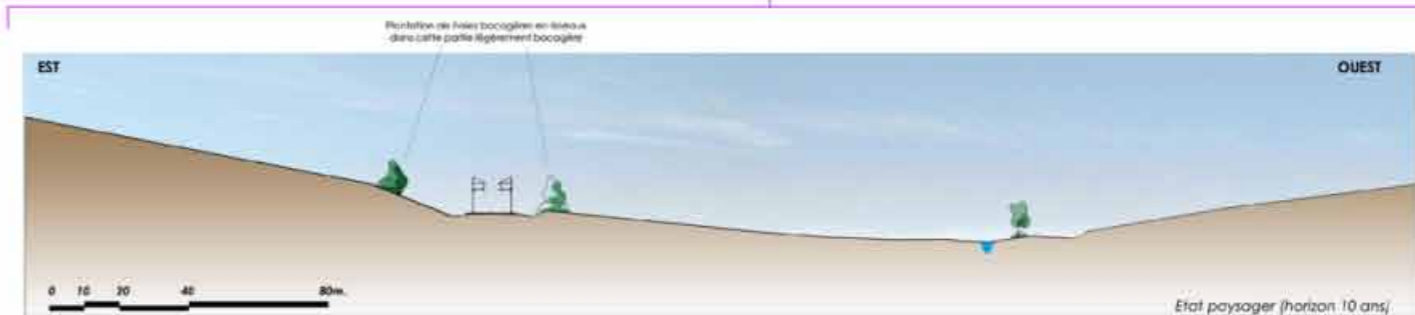 Plantation de haies bocagères en biseaux
dans cette partie légèrement bocagère
EST
OUEST
0 10 20 40 80m.
Etat paysager (horizon 10 ans)